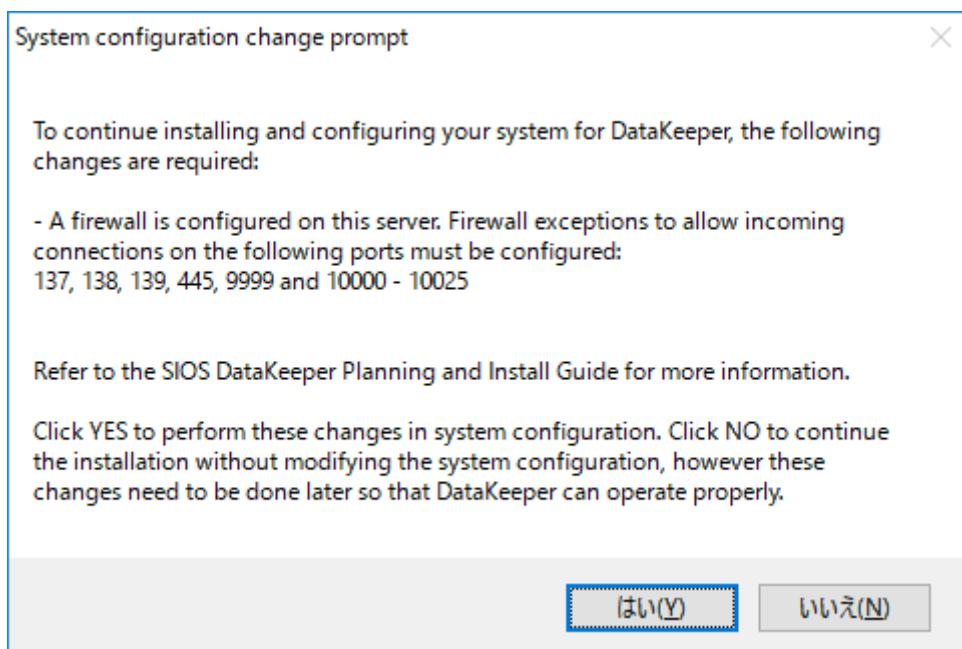 System configuration change prompt
To continue installing and configuring your system for DataKeeper, the following
changes are required:
- A firewall is configured on this server. Firewall exceptions to allow incoming
connections on the following ports must be configured:
137, 138, 139, 445, 9999 and 10000 - 10025
Refer to the SIOS DataKeeper Planning and Install Guide for more information.
Click YES to perform these changes in system configuration. Click NO to continue
the installation without modifying the system configuration, however these
changes need to be done later so that DataKeeper can operate properly.
はい(Y) いいえ(N)